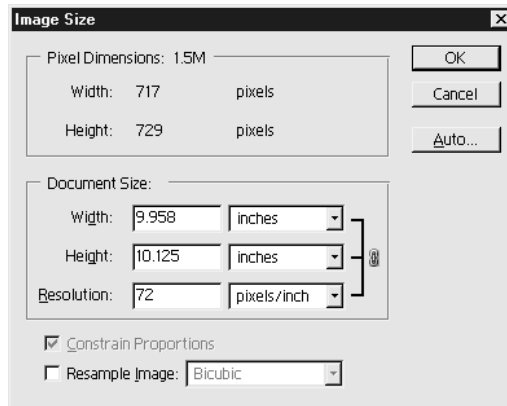 Image Size
Pixel Dimensions: 1.5M
Width: 717 pixels
Height: 729 pixels
OK
Cancel
Auto...
Document Size:
Width: 9.958 inches
Height: 10.125 inches
Resolution: 72 pixels/inch
Constrain Proportions
Resample Image: Bicubic